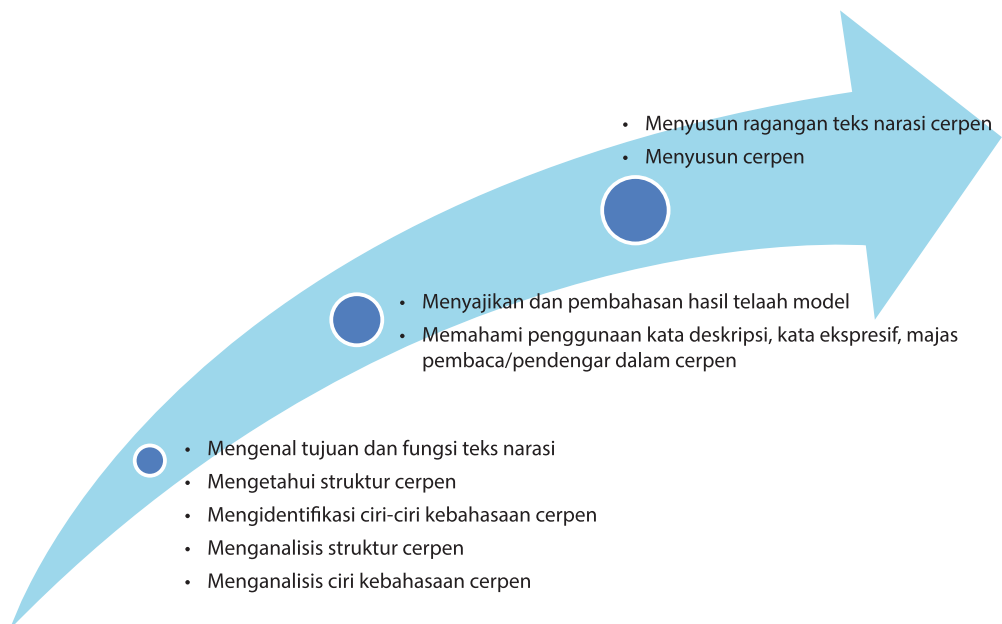 • Menyusun ragangan teks narasi cerpen
• Menyusun cerpen
• Menyajikan dan pembahasan hasil telaah model
• Memahami penggunaan kata deskripsi, kata ekspresif, majas
pembaca/pendengar dalam cerpen
• Mengenal tujuan dan fungsi teks narasi
• Mengetahui struktur cerpen
• Mengidentifikasi ciri-ciri kebahasaan cerpen
• Menganalisis struktur cerpen
• Menganalisis ciri kebahasaan cerpen